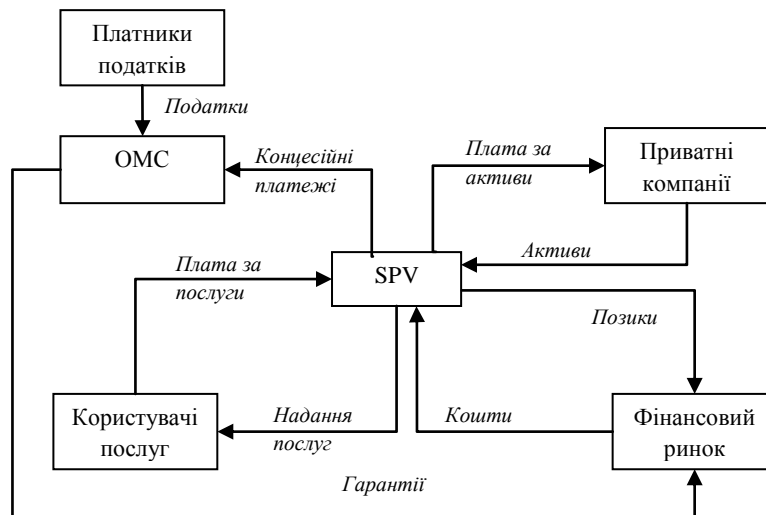 Платники
податків
Податки
ОМС
Концесійні
платежі
Плата за
активи
Приватні
компанії
Активи
SPV
Плата за
послуги
Позики
Користувачі
послуг
Надання
послуг
Кошти
Фінансовий
ринок
Гарантії